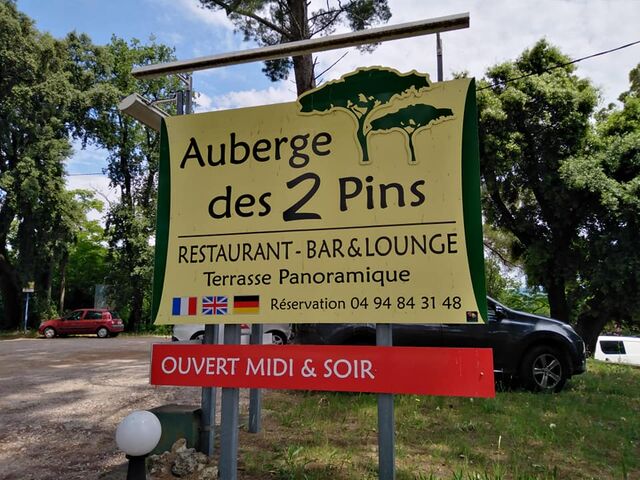 Auberge
des 2 Pins
RESTAURANT - BAR & LOUNGE
Terrasse Panoramique
Réservation 04 94 84 31 48
OUVERT MIDI & SOIR